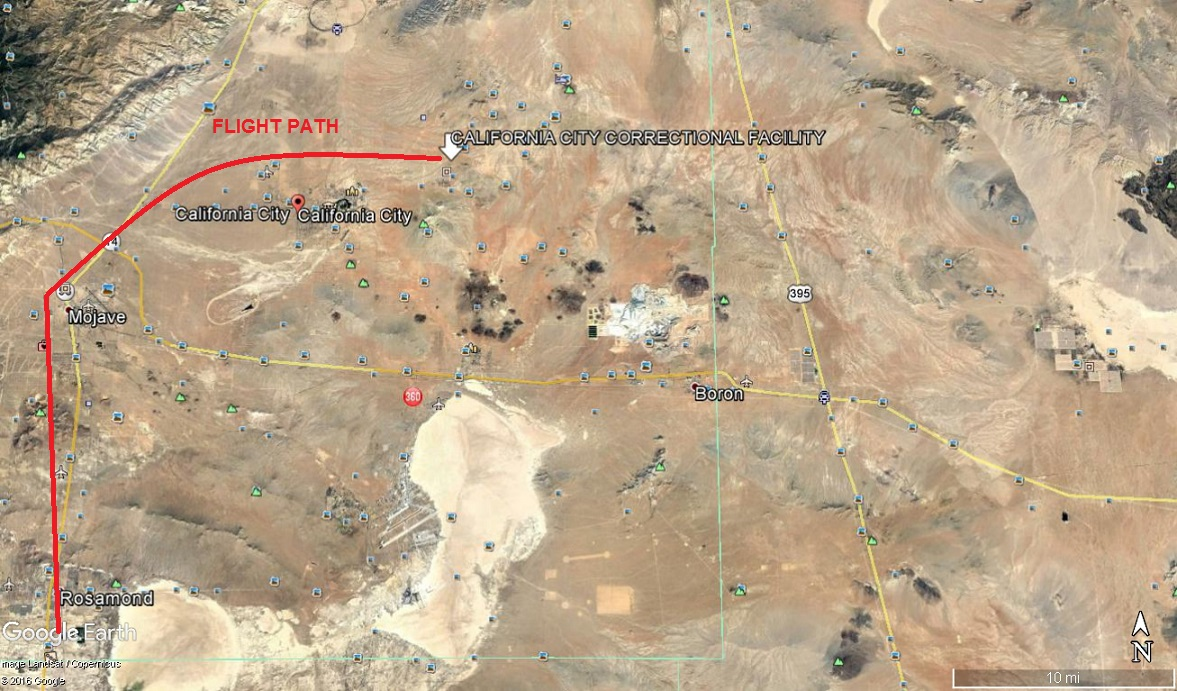 FLIGHT PATH
CALIFORNIA CITY CORRECTIONAL FACILITY
California City
California City
395
Mojave
360
Boron
Rosamond
Google Earth
mage Landsat / Copernicus
© 2016 Google
N
10 mi